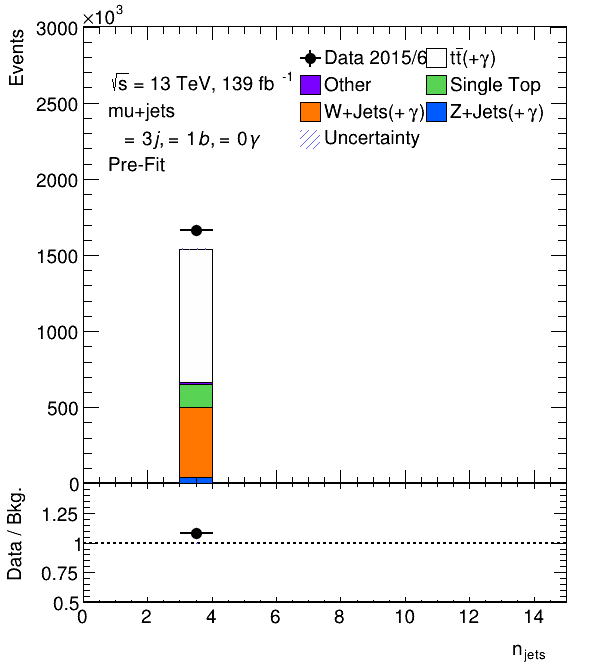 ×10³
Events
3000
2500
2000
1500
1000
500
0
√s = 13 TeV, 139 fb⁻¹
mu+jets
= 3j, = 1b, = 0γ
Pre-Fit
Data 2015/6
tt̄(+γ)
Other
Single Top
W+Jets(+γ)
Z+Jets(+γ)
Uncertainty
Data / Bkg.
1.25
1
0.75
0.5
0 2 4 6 8 10 12 14
n_jets